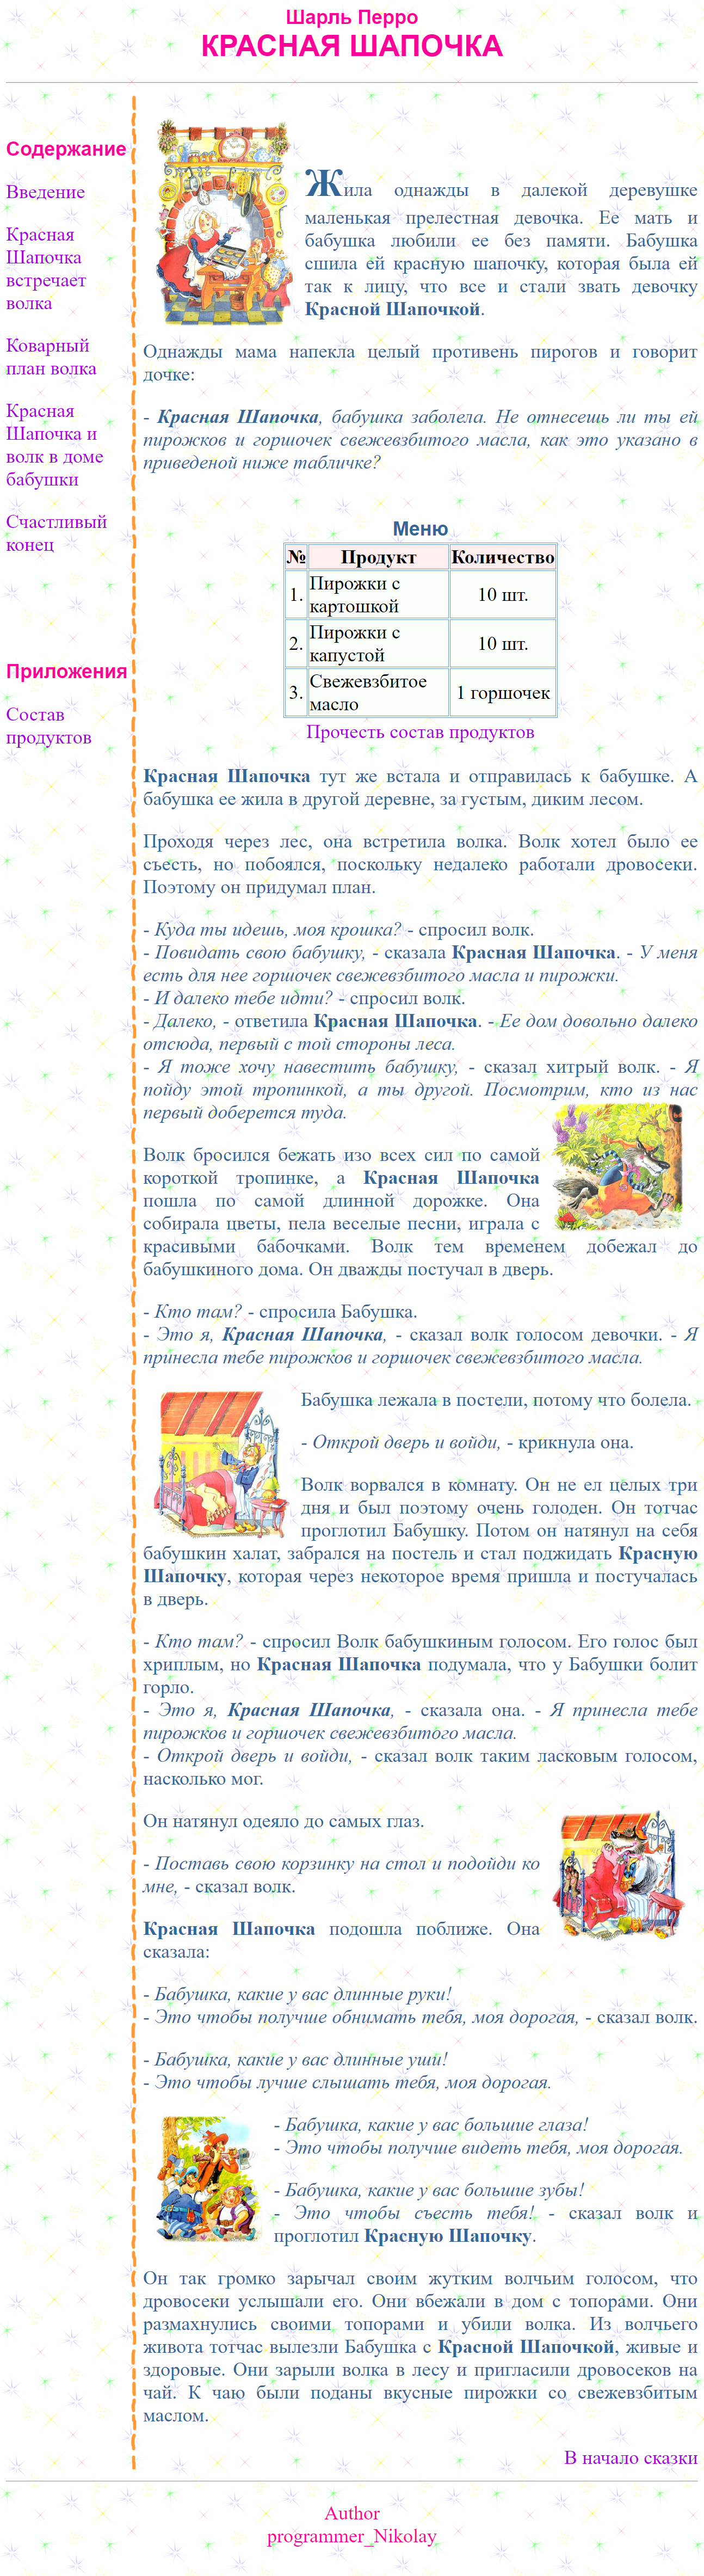 Шарль Перро
КРАСНАЯ ШАПОЧКА
Содержание
Введение
Красная
Шапочка
встречает
волка
Коварный
план волка
Красная
Шапочка и
волк в доме
бабушки
Счастливый
конец
Приложения
Состав
продуктов
Жила однажды в далекой деревушке
маленькая прелестная девочка. Ее мать и
бабушка любили ее без памяти. Бабушка
сшила ей красную шапочку, которая была ей
так к лицу, что все и стали звать девочку
Красной Шапочкой.
Однажды мама напекла целый противень пирогов и говорит
дочке:
- Красная Шапочка, бабушка заболела. Не отнесешь ли ты ей
пирожков и горшочек свежевзбитого масла, как это указано в
приведеной ниже табличке?
Меню
№ Продукт Количество
1. Пирожки с
картошкой 10 шт.
2. Пирожки с
капустой 10 шт.
3. Свежевзбитое
масло 1 горшочек
Прочесть состав продуктов
Красная Шапочка тут же встала и отправилась к бабушке. А
бабушка ее жила в другой деревне, за густым, диким лесом.
Проходя через лес, она встретила волка. Волк хотел было ее
съесть, но побоялся, поскольку недалеко работали дровосеки.
Поэтому он придумал план.
- Куда ты идешь, моя крошка? - спросил волк.
- Повидать свою бабушку, - сказала Красная Шапочка. - У меня
есть для нее горшочек свежевзбитого масла и пирожки.
- И далеко тебе идти? - спросил волк.
- Далеко, - ответила Красная Шапочка. - Ее дом довольно далеко
отсюда, первый с той стороны леса.
- Я тоже хочу навестить бабушку, - сказал хитрый волк. - Я
пойду этой тропинкой, а ты другой. Посмотрим, кто из нас
первый доберется туда.
Волк бросился бежать изо всех сил по самой
короткой тропинке, а Красная Шапочка
пошла по самой длинной дорожке. Она
собирала цветы, пела веселые песни, играла с
красивыми бабочками. Волк тем временем добежал до
бабушкиного дома. Он дважды постучал в дверь.
- Кто там? - спросила Бабушка.
- Это я, Красная Шапочка, - сказал волк голосом девочки. - Я
принесла тебе пирожков и горшочек свежевзбитого масла.
Бабушка лежала в постели, потому что болела.
- Открой дверь и войди, - крикнула она.
Волк ворвался в комнату. Он не ел целых три
дня и был поэтому очень голоден. Он тотчас
проглотил Бабушку. Потом он натянул на себя
бабушкин халат, забрался на постель и стал поджидать Красную
Шапочку, которая через некоторое время пришла и постучалась
в дверь.
- Кто там? - спросил Волк бабушкиным голосом. Его голос был
хриплым, но Красная Шапочка подумала, что у Бабушки болит
горло.
- Это я, Красная Шапочка, - сказала она. - Я принесла тебе
пирожков и горшочек свежевзбитого масла.
- Открой дверь и войди, - сказал волк таким ласковым голосом,
насколько мог.
Он натянул одеяло до самых глаз.
- Поставь свою корзинку на стол и подойди ко
мне, - сказал волк.
Красная Шапочка подошла поближе. Она
сказала:
- Бабушка, какие у вас длинные руки!
- Это чтобы получше обнимать тебя, моя дорогая, - сказал волк.
- Бабушка, какие у вас длинные уши!
- Это чтобы лучше слышать тебя, моя дорогая.
- Бабушка, какие у вас большие глаза!
- Это чтобы получше видеть тебя, моя дорогая.
- Бабушка, какие у вас большие зубы!
- Это чтобы съесть тебя! - сказал волк и
проглотил Красную Шапочку.
Он так громко зарычал своим жутким волчьим голосом, что
дровосеки услышали его. Они вбежали в дом с топорами. Они
размахнулись своими топорами и убили волка. Из волчьего
живота тотчас вылезли Бабушка с Красной Шапочкой, живые и
здоровые. Они зарыли волка в лесу и пригласили дровосеков на
чай. К чаю были поданы вкусные пирожки со свежевзбитым
маслом.
В начало сказки
Author
programmer_Nikolay